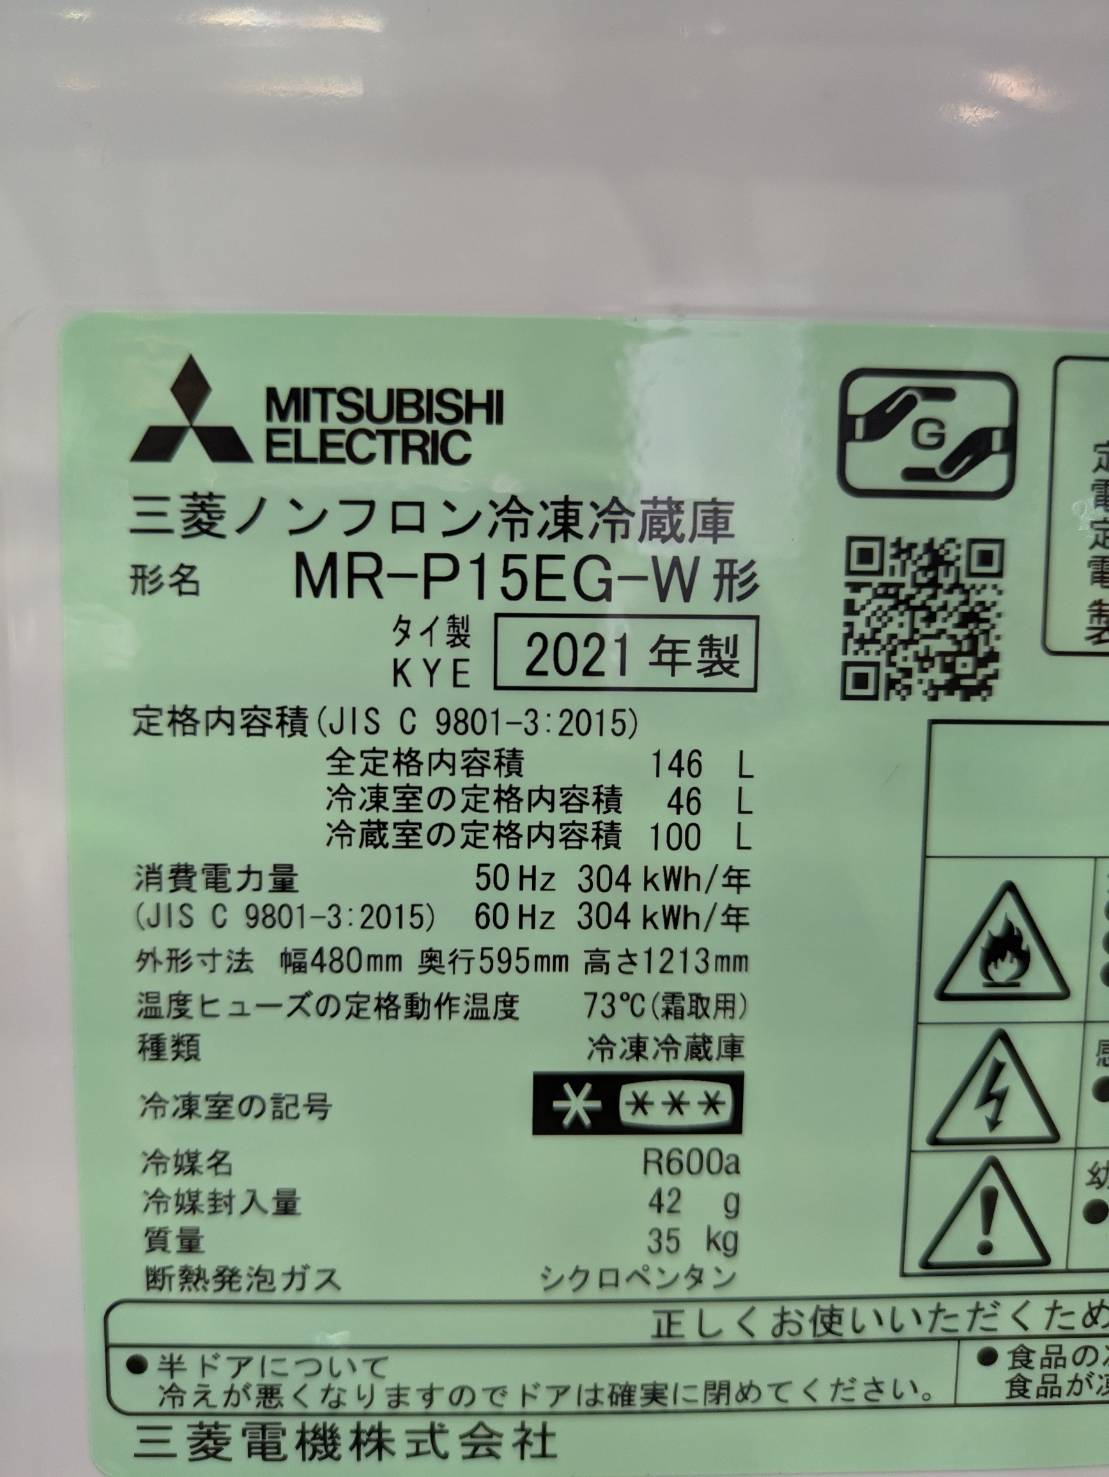 MITSUBISHI
ELECTRIC
G
三菱ノンフロン冷凍冷蔵庫
形名 MR-P15EG-W形
タイ製
KYE
2021年製
定格内容積(JIS C 9801-3:2015)
全定格内容積 146 L
冷凍室の定格内容積 46 L
冷蔵室の定格内容積 100 L
消費電力量 50Hz 304 kWh/年
(JIS C 9801-3:2015) 60Hz 304 kWh/年
外形寸法 幅480mm 奥行595mm 高さ1213mm
温度ヒューズの定格動作温度 73℃(霜取用)
種類 冷凍冷蔵庫
冷凍室の記号
冷媒名 R600a
冷媒封入量 42 g
質量 35 kg
断熱発泡ガス シクロペンタン
定
電
定
電
製
感
幼
正しくお使いいただくため
●半ドアについて
冷えが悪くなりますのでドアは確実に閉めてください。
●食品の
食品が
三菱電機株式会社